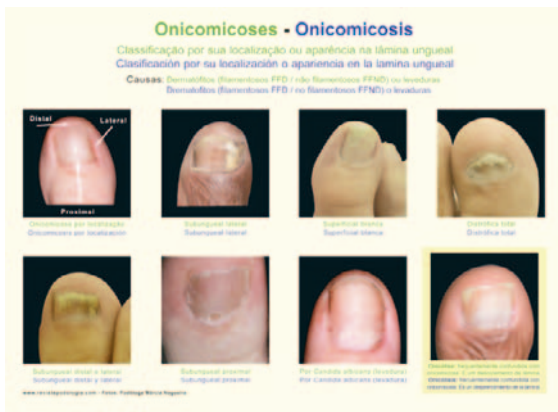 Onicomicoses - Onicomicosis
Classificação por sua localização ou aparência na lâmina ungueal
Clasificación por su localización o apariencia en la lamina ungueal
Causas: Dermatófitos (filamentosos FFD / não filamentosos FFND) ou leveduras
Dermatofitos (filamentosos FFD / no filamentosos FFND) o levaduras
Distal
Lateral
Proximal
Onicomicoses por localização
Onicomicosis por localización
Subungueal lateral
Subungueal lateral
Superficial branca
Superficial blanca
Distrófica total
Distrófica total
Subungueal distal e lateral
Subungueal distal y lateral
Subungueal proximal
Subungueal proximal
Por Candida albicans (levedura)
Por Candida albicans (levadura)